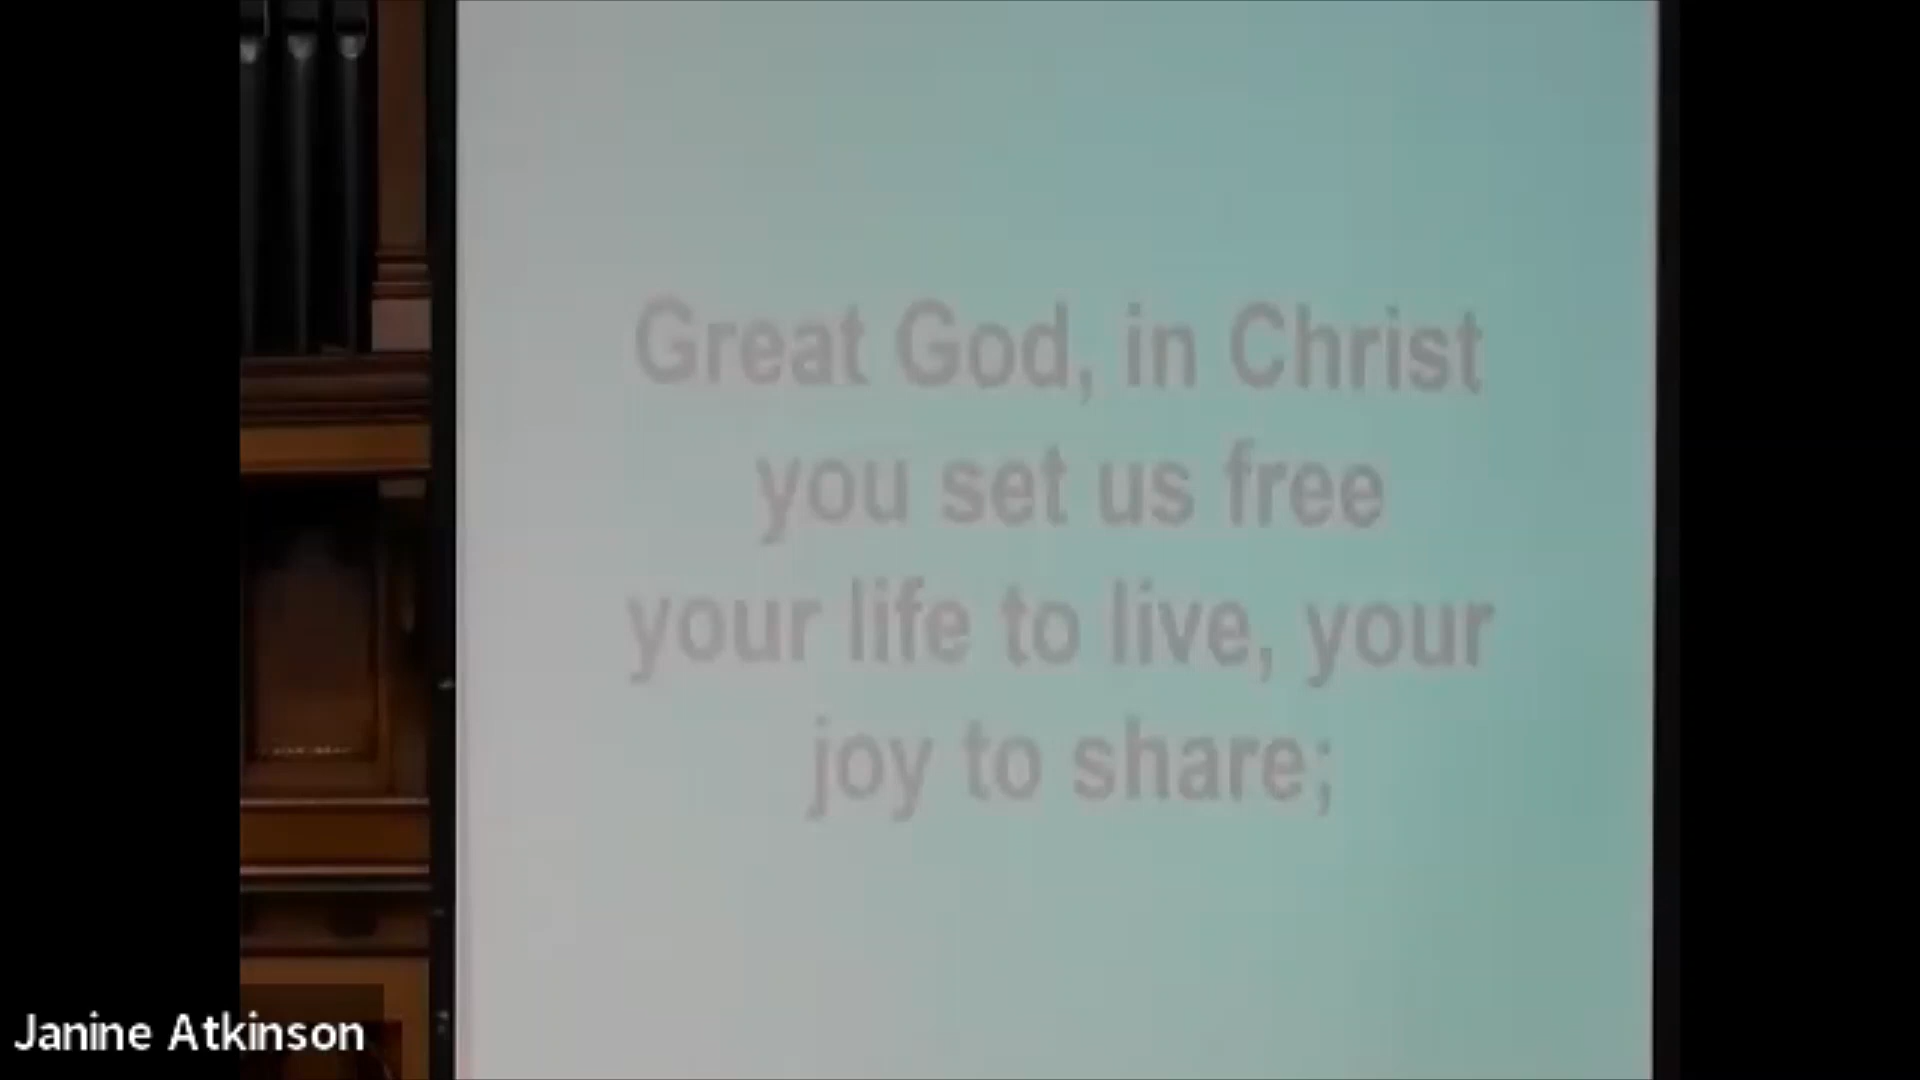 Great God, in Christ
you set us free
your life to live, your
joy to share;
Janine Atkinson